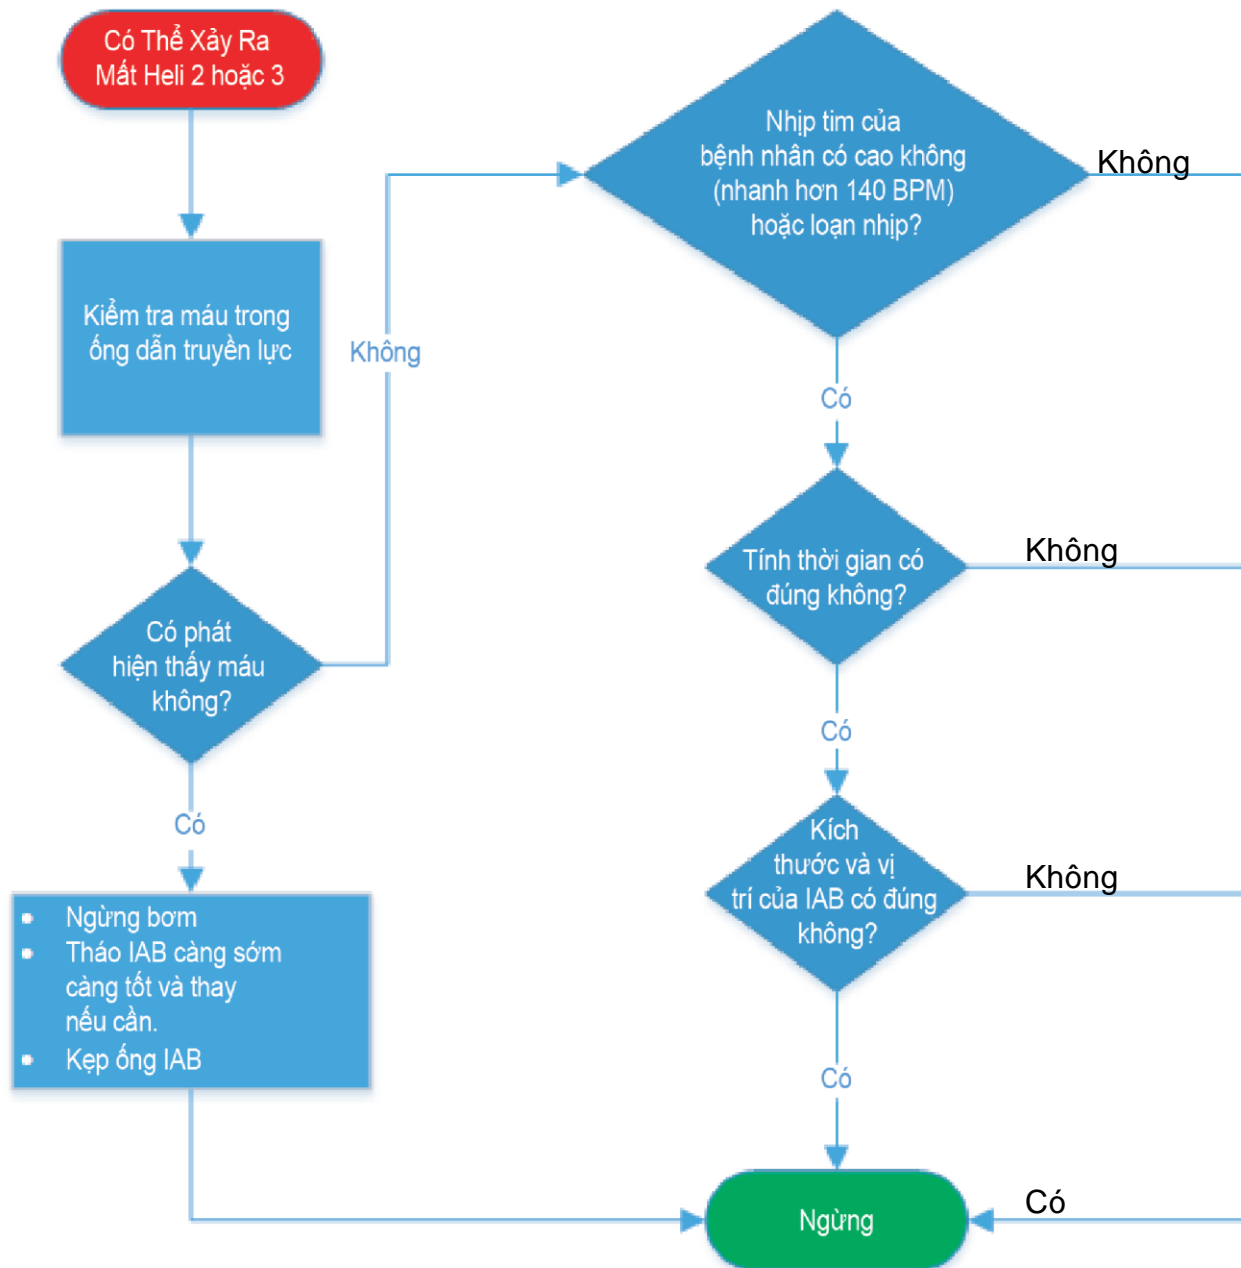 Có Thể Xảy Ra
Mất Heli 2 hoặc 3
Kiểm tra máu trong
ống dẫn truyền lực
Có phát
hiện thấy máu
không?
Không
Có
Ngừng bơm
Tháo IAB càng sớm
càng tốt và thay
nếu cần.
Kẹp ống IAB
Nhịp tim của
bệnh nhân có cao không
(nhanh hơn 140 BPM)
hoặc loạn nhịp?
Không
Có
Tính thời gian có
đúng không?
Không
Có
Kích
thước và vị
trí của IAB có đúng
không?
Không
Có
Ngừng
Có